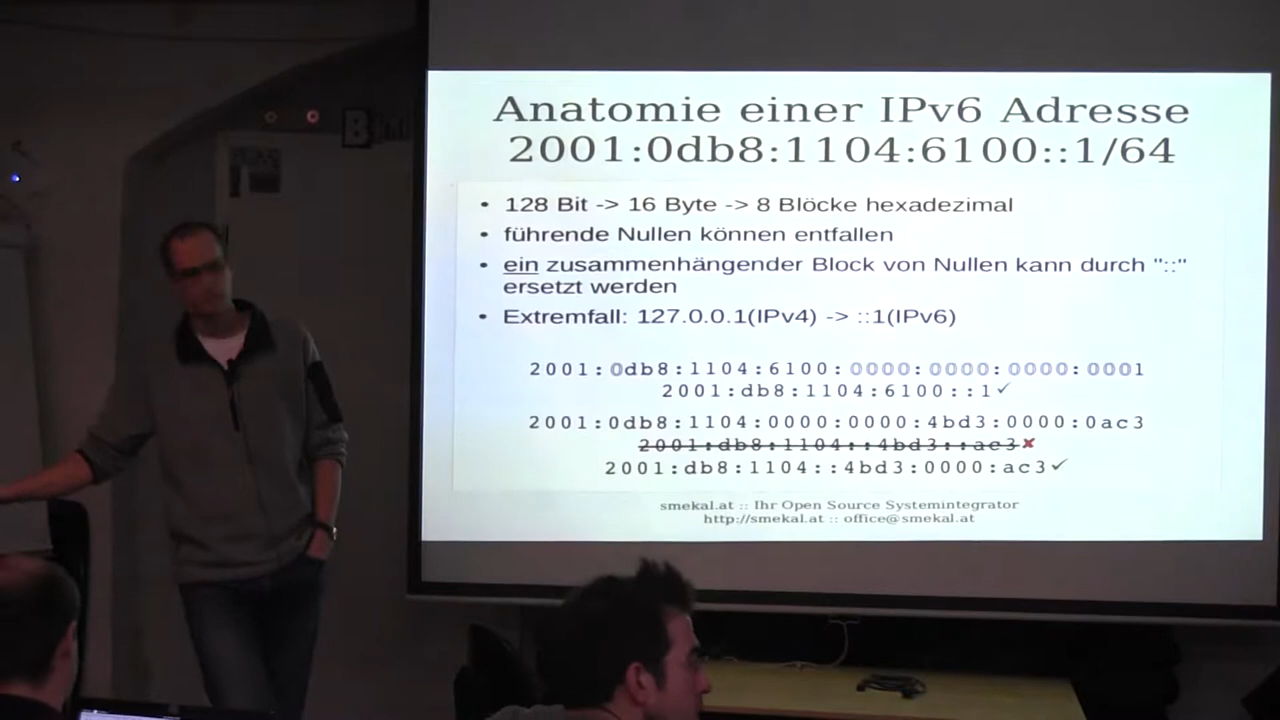 Anatomie einer IPv6 Adresse
2001:0db8:1104:6100::1/64
• 128 Bit -> 16 Byte -> 8 Blöcke hexadezimal
• führende Nullen können entfallen
• ein zusammenhängender Block von Nullen kann durch "::"
ersetzt werden
• Extremfall: 127.0.0.1(IPv4) -> ::1(IPv6)
2001:0db8:1104:6100:0000:0000:0000:0001
2001:db8:1104:6100::1✓
2001:0db8:1104:0000:0000:4bd3:0000:0ac3
2001:db8:1104::4bd3::ac3✘
2001:db8:1104::4bd3:0000:ac3✓
smekal.at :: Ihr Open Source Systemintegrator
http://smekal.at :: office@smekal.at